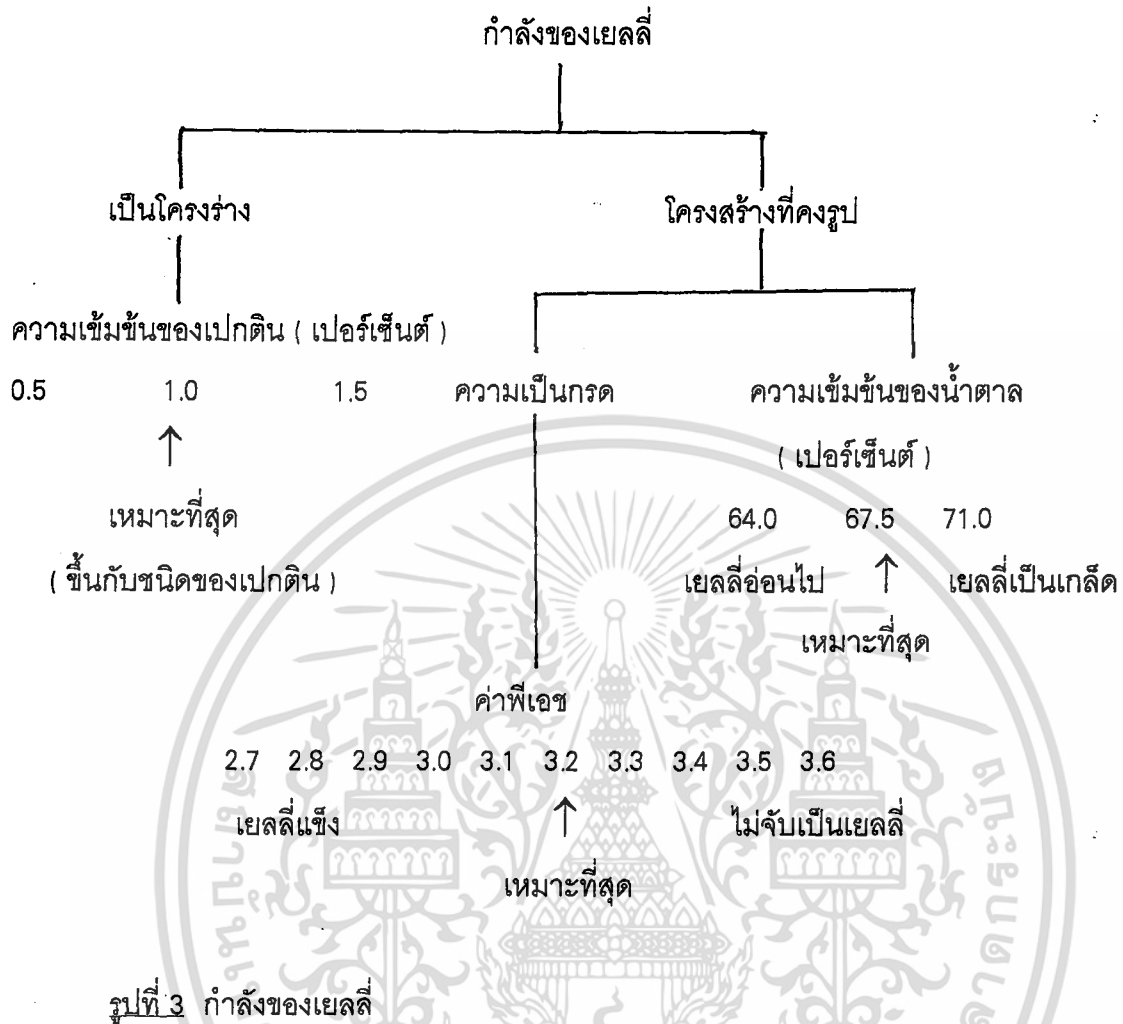 กำลังของเยลลี่
เป็นโครงร่าง โครงสร้างที่คงรูป
ความเข้มข้นของเปกติน ( เปอร์เซ็นต์ )
0.5 1.0 1.5 ความเป็นกรด ความเข้มข้นของน้ำตาล
↑ ( เปอร์เซ็นต์ )
เหมาะที่สุด 64.0 67.5 71.0
( ขึ้นกับชนิดของเปกติน ) เยลลี่อ่อนไป ↑ เยลลี่เป็นเกล็ด
เหมาะที่สุด
ค่าพีเอช
2.7 2.8 2.9 3.0 3.1 3.2 3.3 3.4 3.5 3.6
เยลลี่แข็ง ↑ ไม่จับเป็นเยลลี่
เหมาะที่สุด
รูปที่ 3 กำลังของเยลลี่